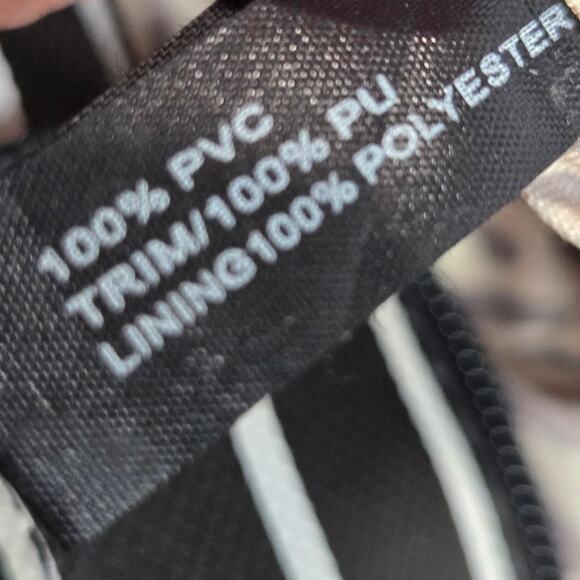 100% PVC
TRIM/100% PU
LINING100% POLYESTER